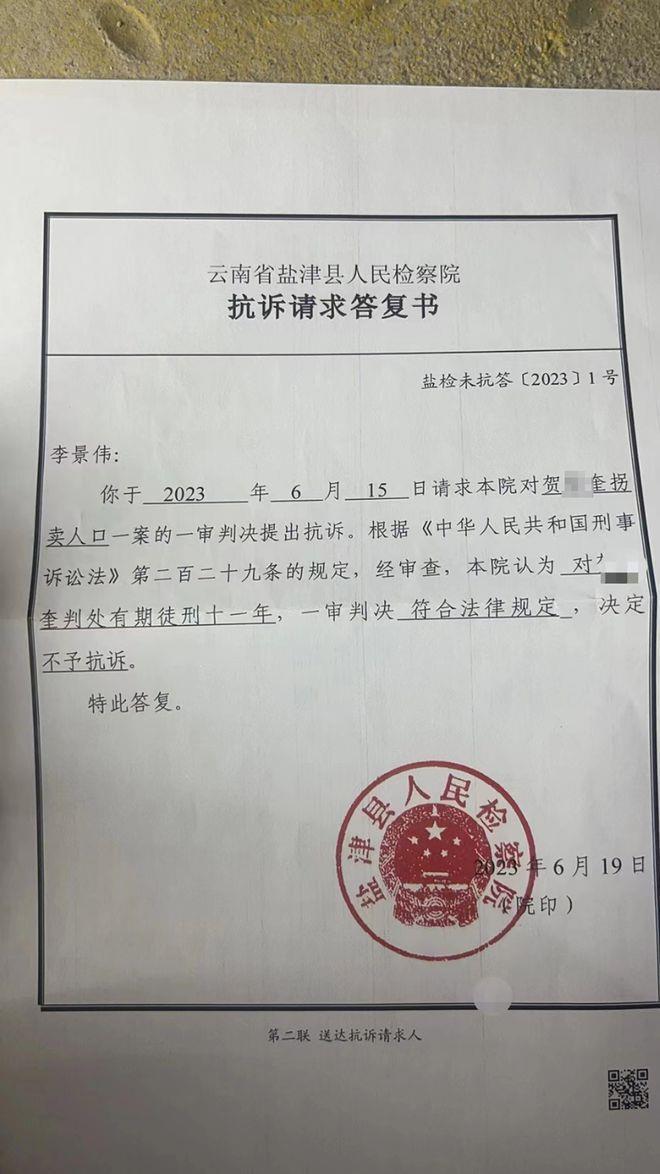 云南省盐津县人民检察院
抗诉请求答复书
盐检未抗答〔2023〕1 号
李景伟：
你于 2023 年 6 月 15 日请求本院对贺奎拐
卖人口一案的一审判决提出抗诉。根据《中华人民共和国刑事
诉讼法》第二百二十九条的规定，经审查，本院认为 对
奎判处有期徒刑十一年，一审判决 符合法律规定，决定
不予抗诉。
特此答复。
盐津县人民检察院
2023 年 6 月 19 日
（院印）
第二联 送达抗诉请求人